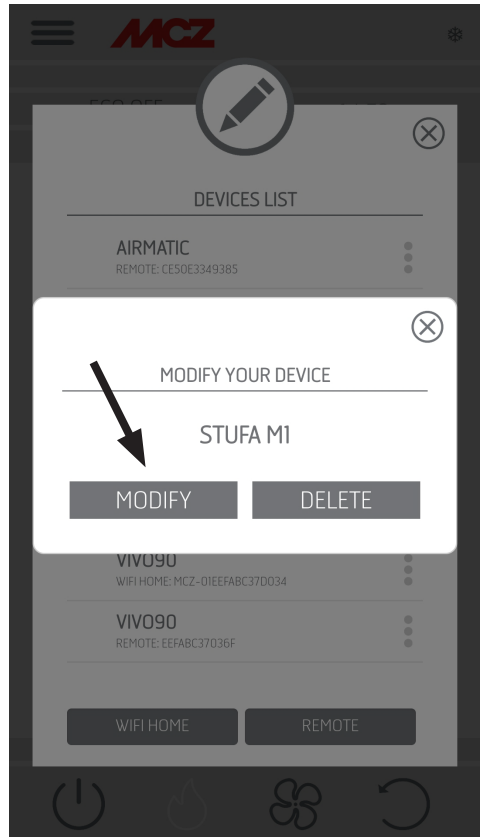 MCZ
DEVICES LIST
AIRMATIC
REMOTE: CE50E3349385
MODIFY YOUR DEVICE
STUFA M1
MODIFY DELETE
VIVO90
WIFI HOME: MCZ-01EEFABC37D034
VIVO90
REMOTE: EEFABC37036F
WIFI HOME REMOTE